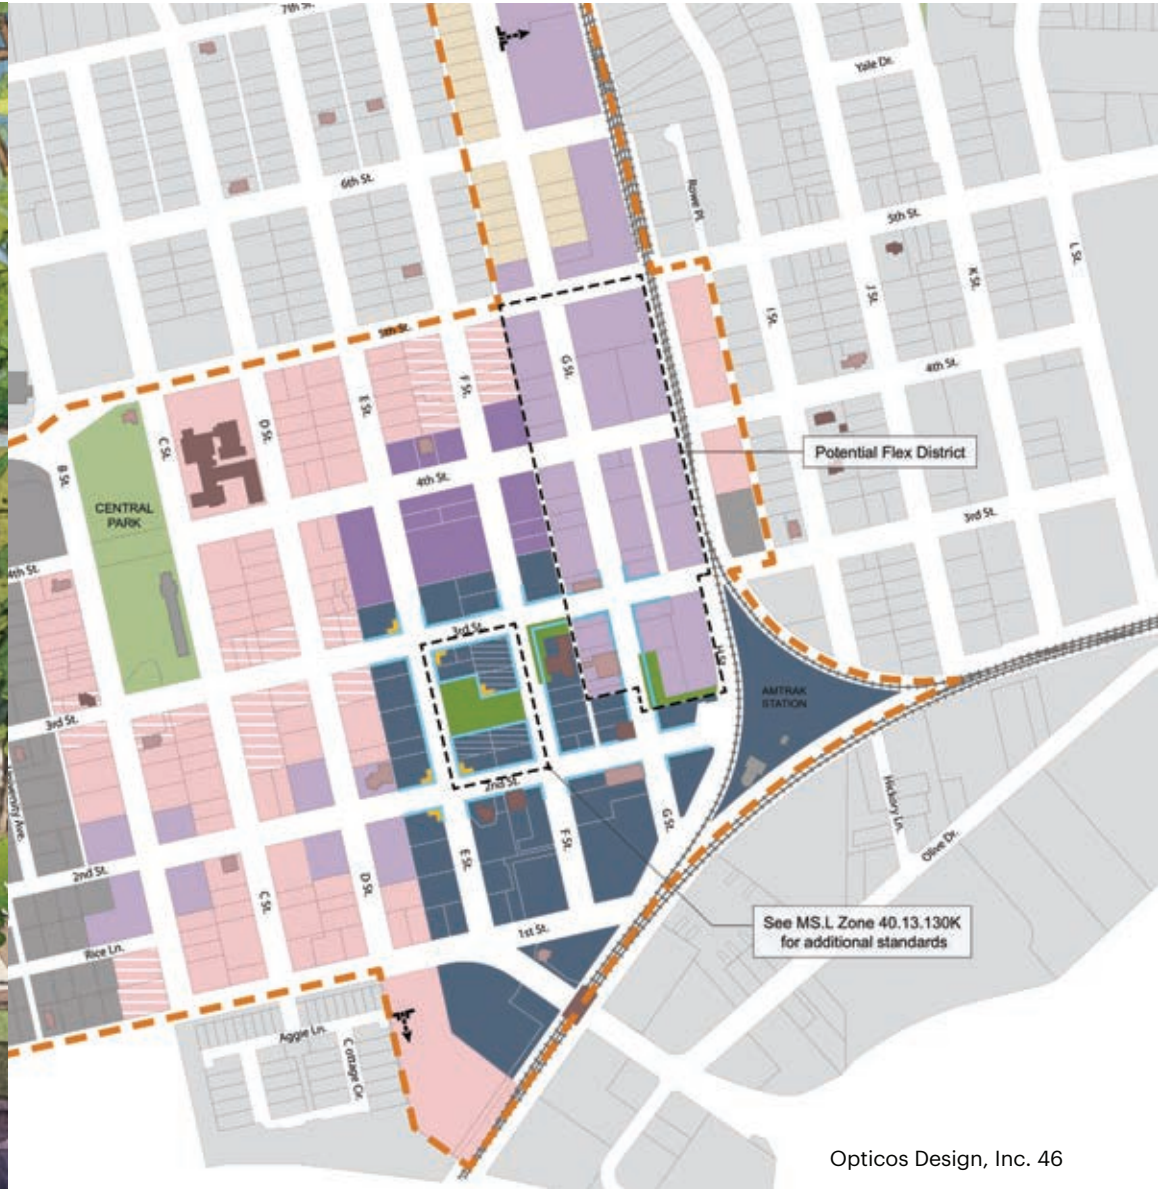 7th St.
Yale Dr.
6th St.
Rowe Pl.
5th St.
L St.
K St.
J St.
I St.
5th St.
G St.
F St.
E St.
D St.
C St.
B St.
4th St.
Potential Flex District
4th St.
CENTRAL
PARK
3rd St.
4th St.
3rd St.
H St.
AMTRAK
STATION
3rd St.
2nd St.
Hickory Ln.
Olive Dr.
G St.
F St.
E St.
D St.
C St.
University Ave.
2nd St.
See MS.L Zone 40.13.130K
for additional standards
1st St.
Rice Ln.
Aggie Ln.
Cottage Cir.
Opticos Design, Inc. 46